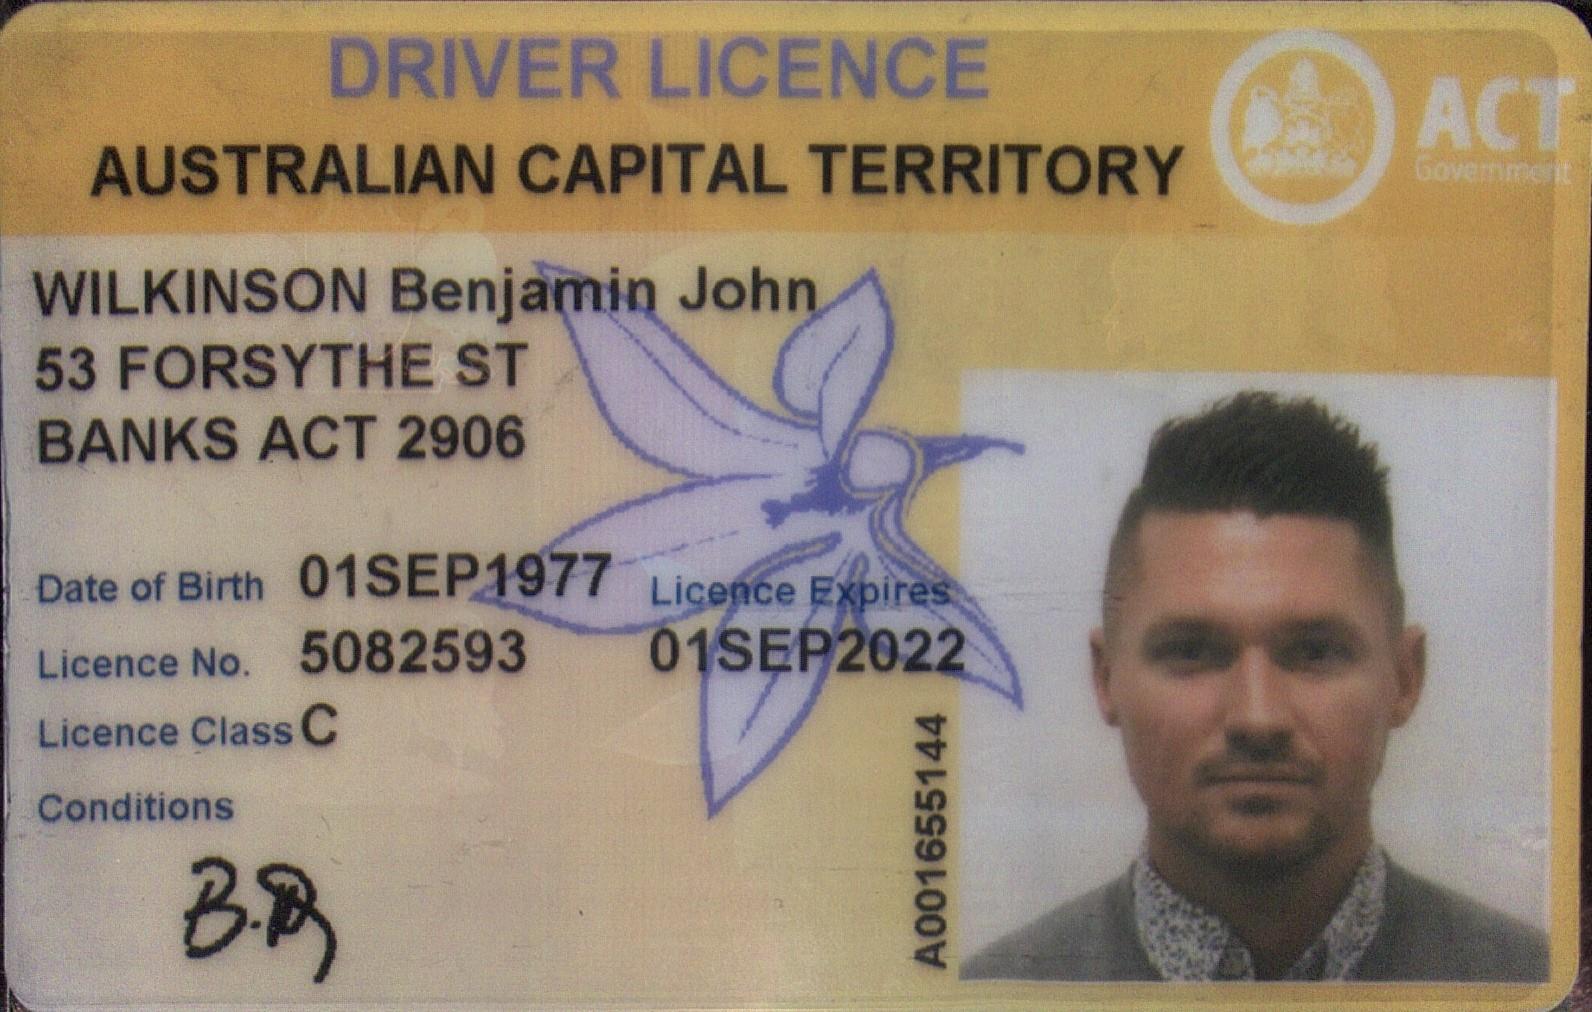 DRIVER LICENCE
AUSTRALIAN CAPITAL TERRITORY
ACT
Government
WILKINSON Benjamin John
53 FORSYTHE ST
BANKS ACT 2906
Date of Birth 01SEP1977
Licence Expires
Licence No. 5082593
01SEP2022
Licence Class C
Conditions
A001655144